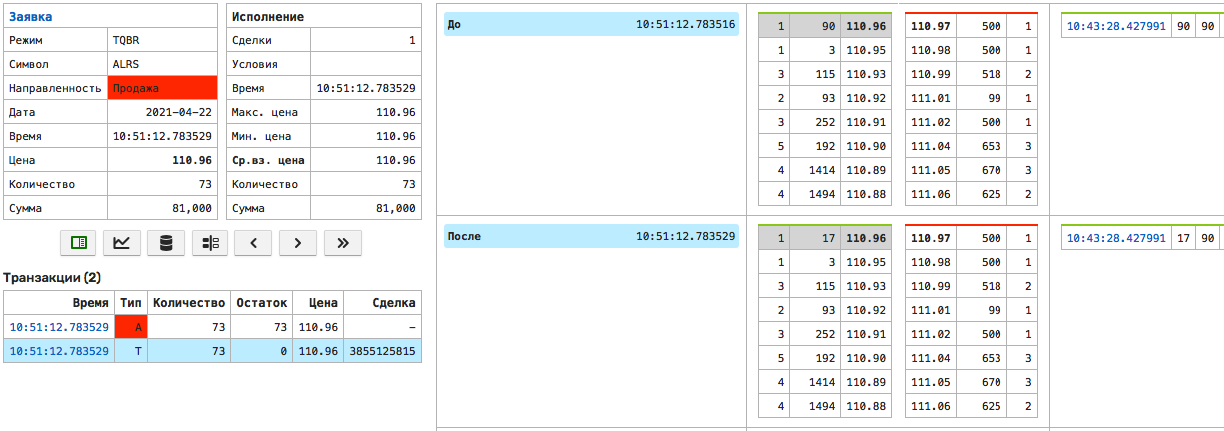 Заявка
Режим TQBR
Символ ALRS
Направленность Продажа
Дата 2021-04-22
Время 10:51:12.783529
Цена 110.96
Количество 73
Сумма 81,000
Исполнение
Сделки 1
Условия
Время 10:51:12.783529
Макс. цена 110.96
Мин. цена 110.96
Ср.вз. цена 110.96
Количество 73
Сумма 81,000
Транзакции (2)
Время Тип Количество Остаток Цена Сделка
10:51:12.783529 A 73 73 110.96 –
10:51:12.783529 T 73 0 110.96 3855125815
До 10:51:12.783516
1 90 110.96 110.97 500 1
1 3 110.95 110.98 500 1
3 115 110.93 110.99 518 2
2 93 110.92 111.01 99 1
3 252 110.91 111.02 500 1
5 192 110.90 111.04 653 3
4 1414 110.89 111.05 670 3
4 1494 110.88 111.06 625 2
10:43:28.427991 90 90
После 10:51:12.783529
1 17 110.96 110.97 500 1
1 3 110.95 110.98 500 1
3 115 110.93 110.99 518 2
2 93 110.92 111.01 99 1
3 252 110.91 111.02 500 1
5 192 110.90 111.04 653 3
4 1414 110.89 111.05 670 3
4 1494 110.88 111.06 625 2
10:43:28.427991 17 90